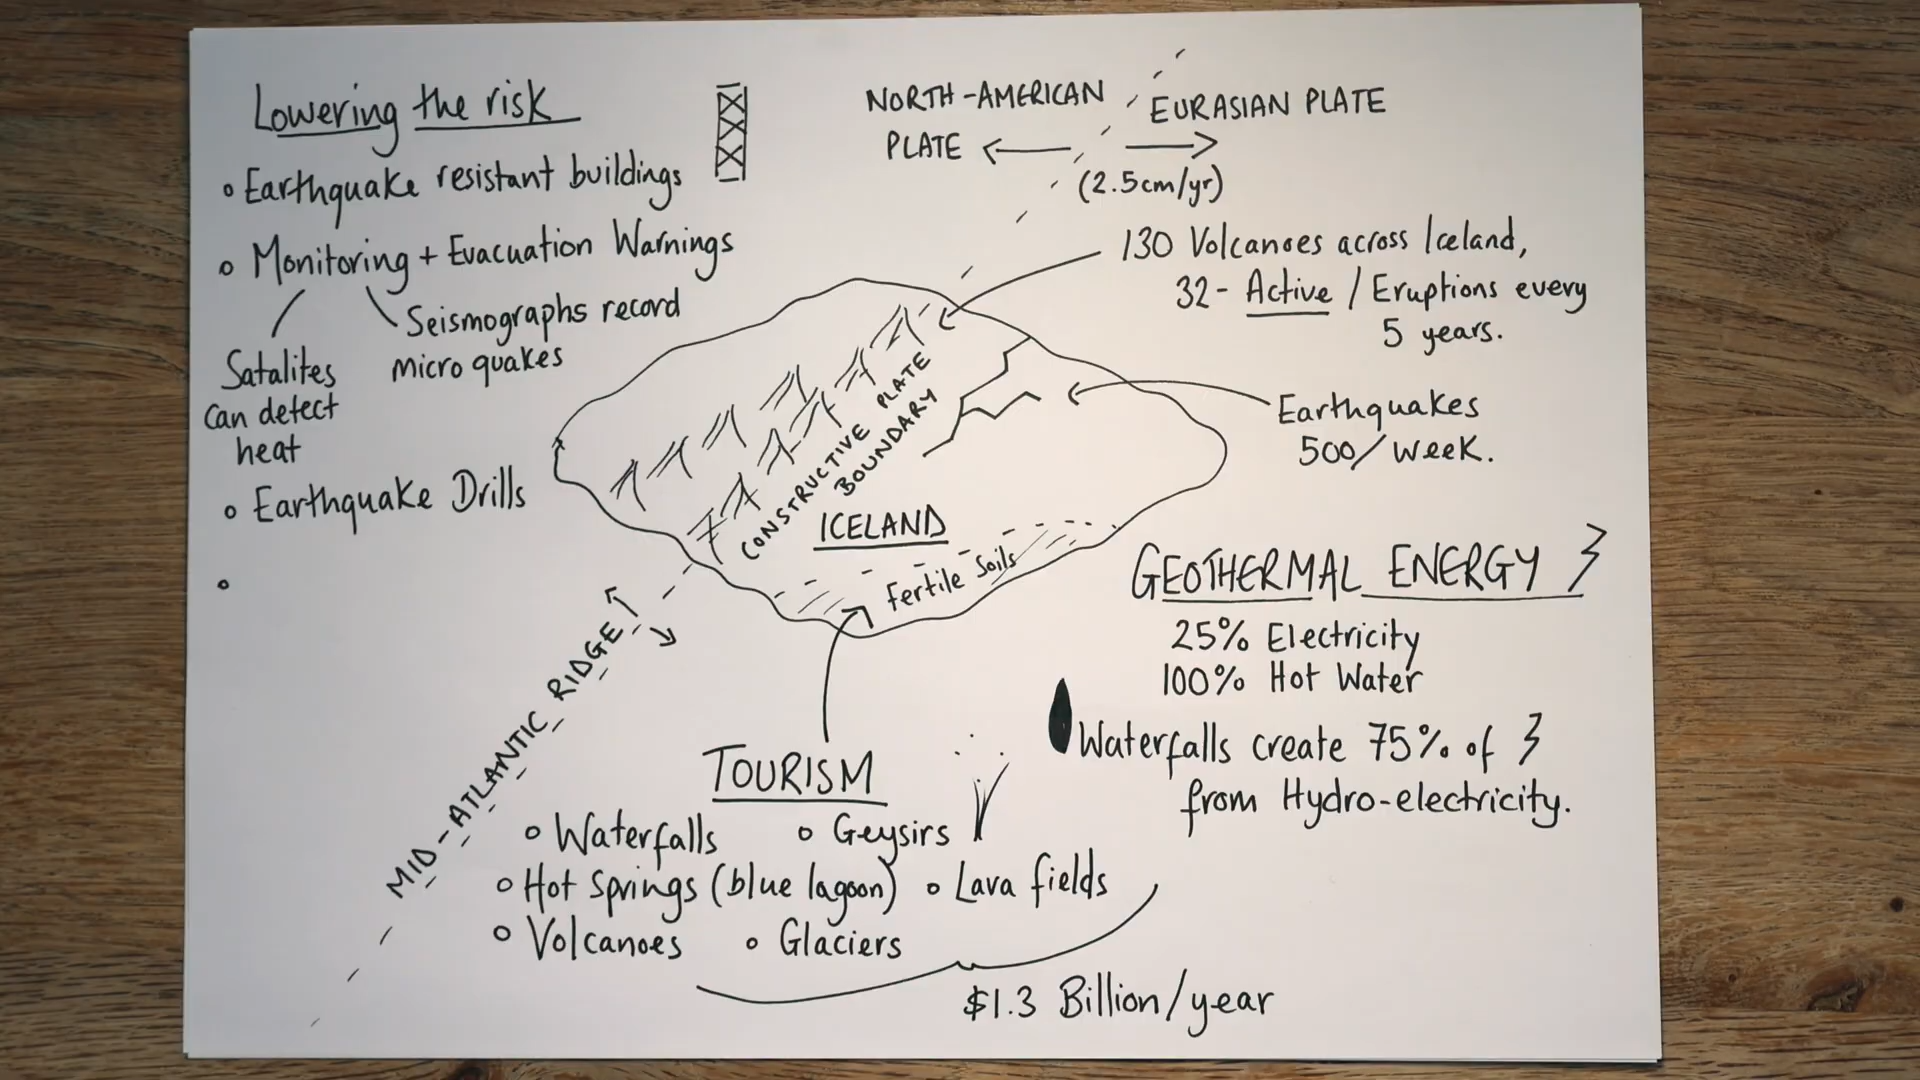 Lowering the risk
Earthquake resistant buildings
Monitoring + Evacuation Warnings
Seismographs record
micro quakes
Satalites
can detect
heat
Earthquake Drills
NORTH-AMERICAN
PLATE
EURASIAN PLATE
(2.5cm/yr)
130 Volcanoes across Iceland,
32- Active / Eruptions every
5 years.
Earthquakes
500/week.
CONSTRUCTIVE PLATE
BOUNDARY
ICELAND
Fertile Soils
MID-ATLANTIC RIDGE
GEOTHERMAL ENERGY
25% Electricity
100% Hot Water
Waterfalls create 75% of
from Hydro-electricity.
TOURISM
Waterfalls
Geysirs
Hot Springs (blue lagoon)
Lava fields
Volcanoes
Glaciers
$1.3 Billion/year